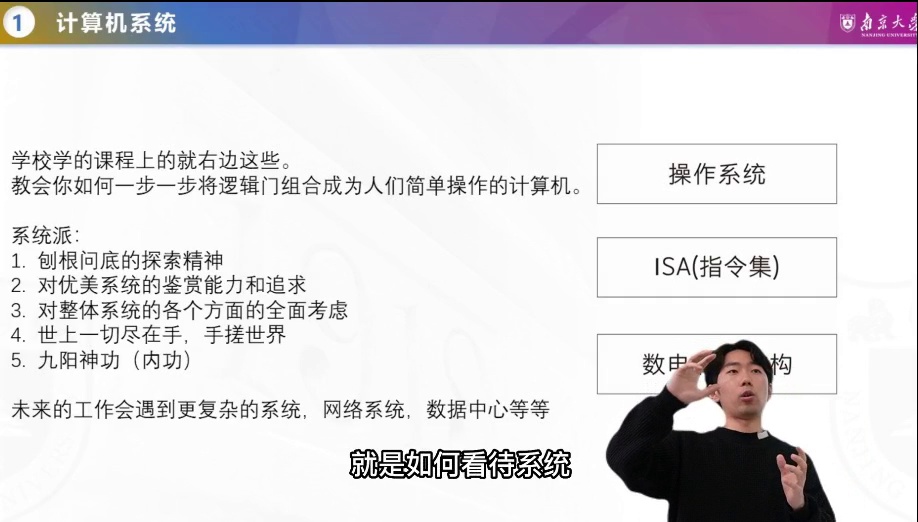 1
计算机系统
南京大学
NANJING UNIVERSITY
学校学的课程上的就右边这些。
教会你如何一步一步将逻辑门组合成为人们简单操作的计算机。
系统派：
1. 刨根问底的探索精神
2. 对优美系统的鉴赏能力和追求
3. 对整体系统的各个方面的全面考虑
4. 世上一切尽在手，手搓世界
5. 九阳神功（内功）
未来的工作会遇到更复杂的系统，网络系统，数据中心等等
操作系统
ISA(指令集)
数电
构
就是如何看待系统